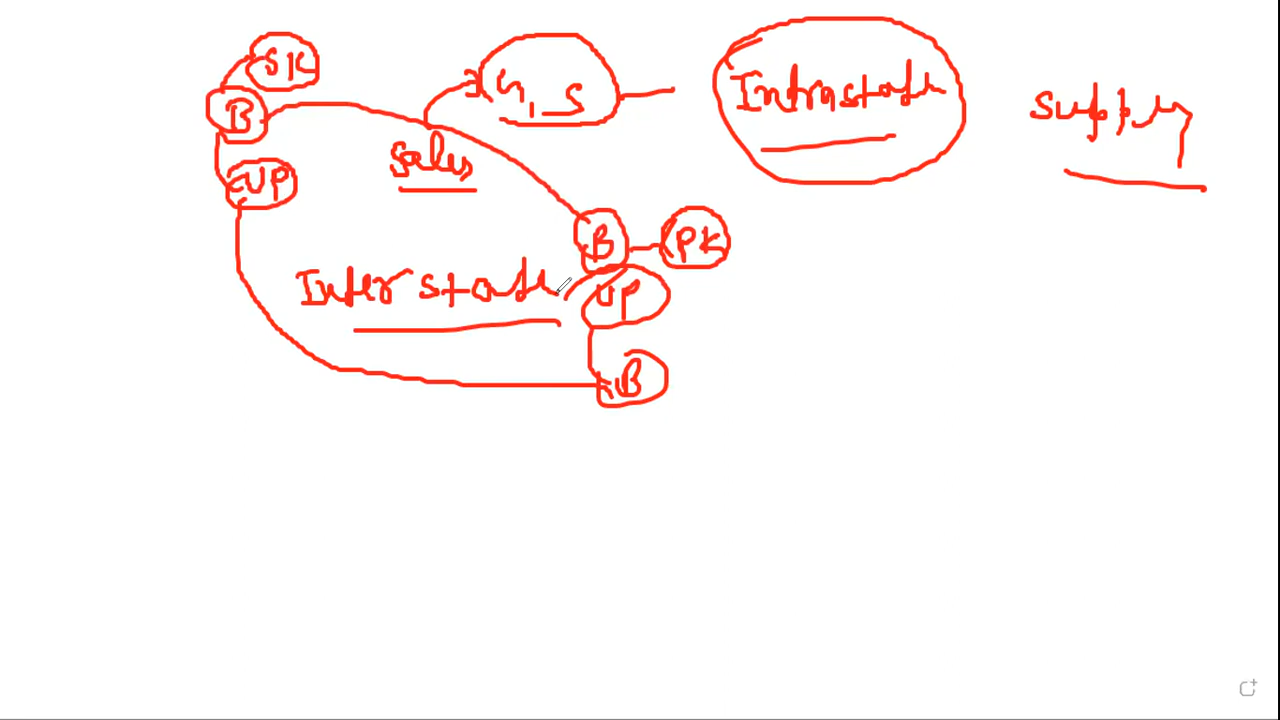 SK
B
G, S
Intrastate
Supply
UP
Sales
B
PK
Interstate
UP
B